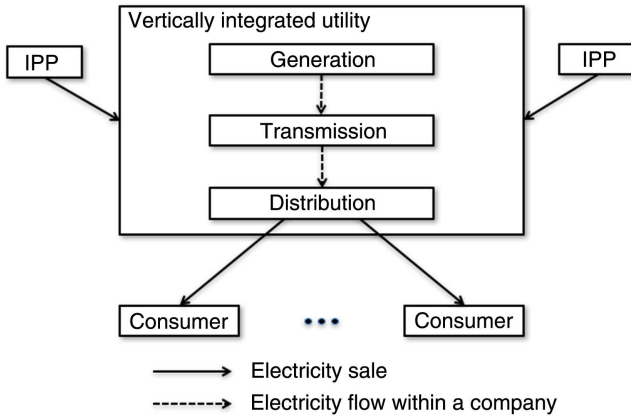 Vertically integrated utility
IPP
Generation
IPP
Transmission
Distribution
Consumer
Consumer
Electricity sale
Electricity flow within a company